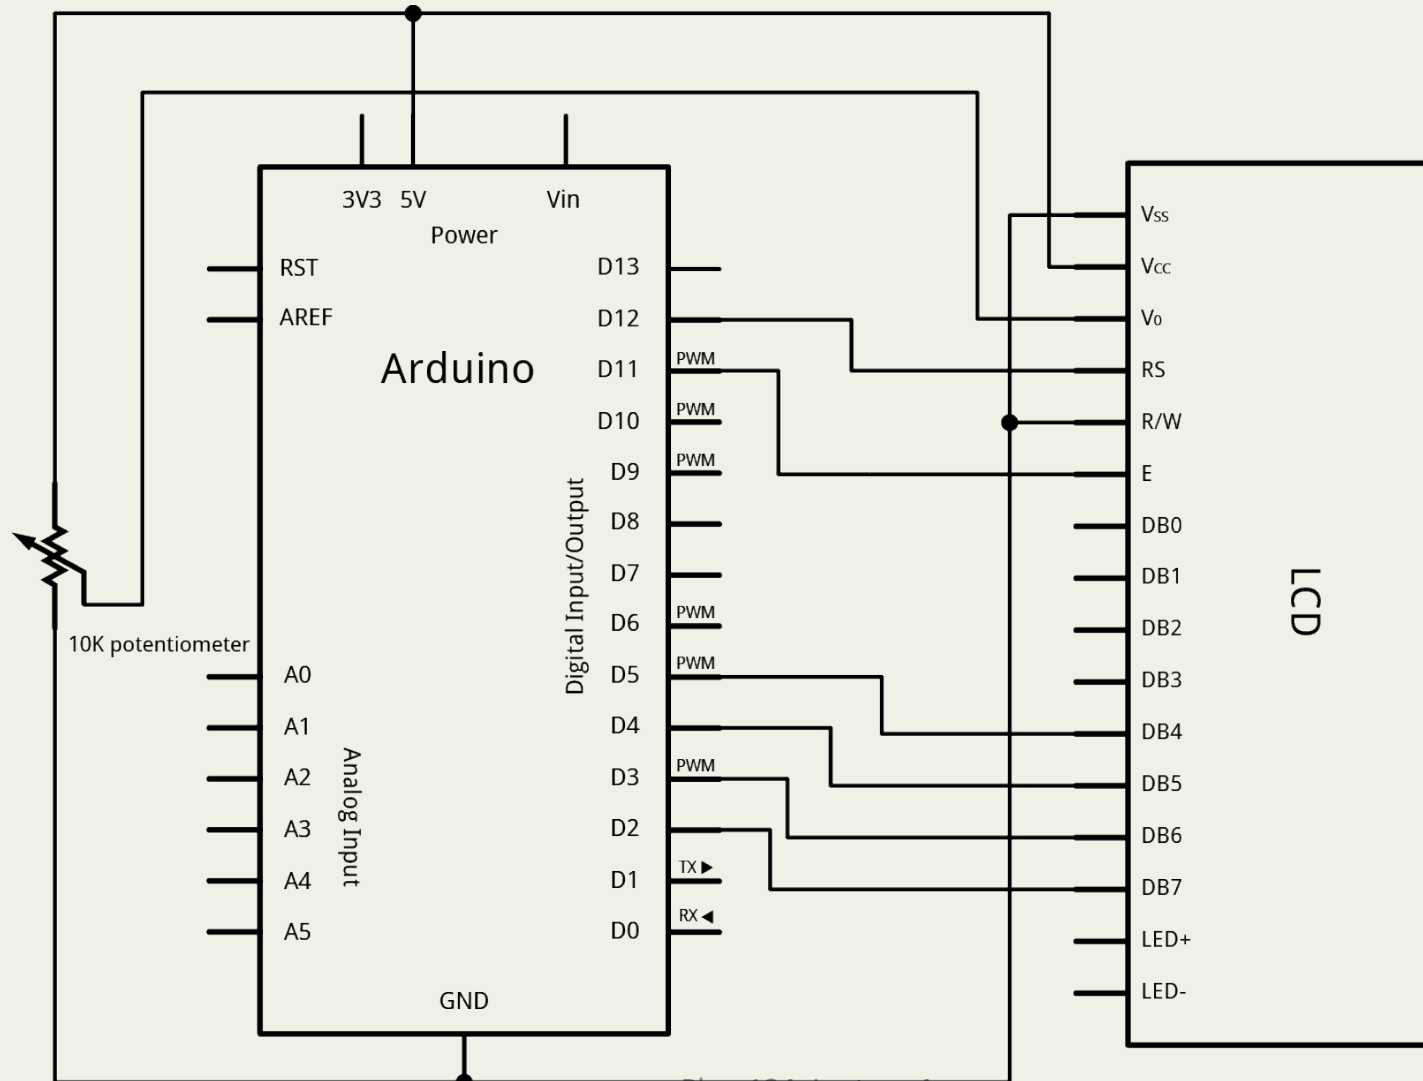 3V3 5V Vin
Power
RST
AREF
Arduino
10K potentiometer
A0
A1
A2
A3
A4
A5
Analog Input
GND
Digital Input/Output
D13
D12
D11 PWM
D10 PWM
D9 PWM
D8
D7
D6 PWM
D5 PWM
D4
D3 PWM
D2
D1 TX ▶
D0 RX ◀
VSS
VCC
V0
RS
R/W
E
DB0
DB1
DB2
DB3
DB4
DB5
DB6
DB7
LED+
LED-
LCD